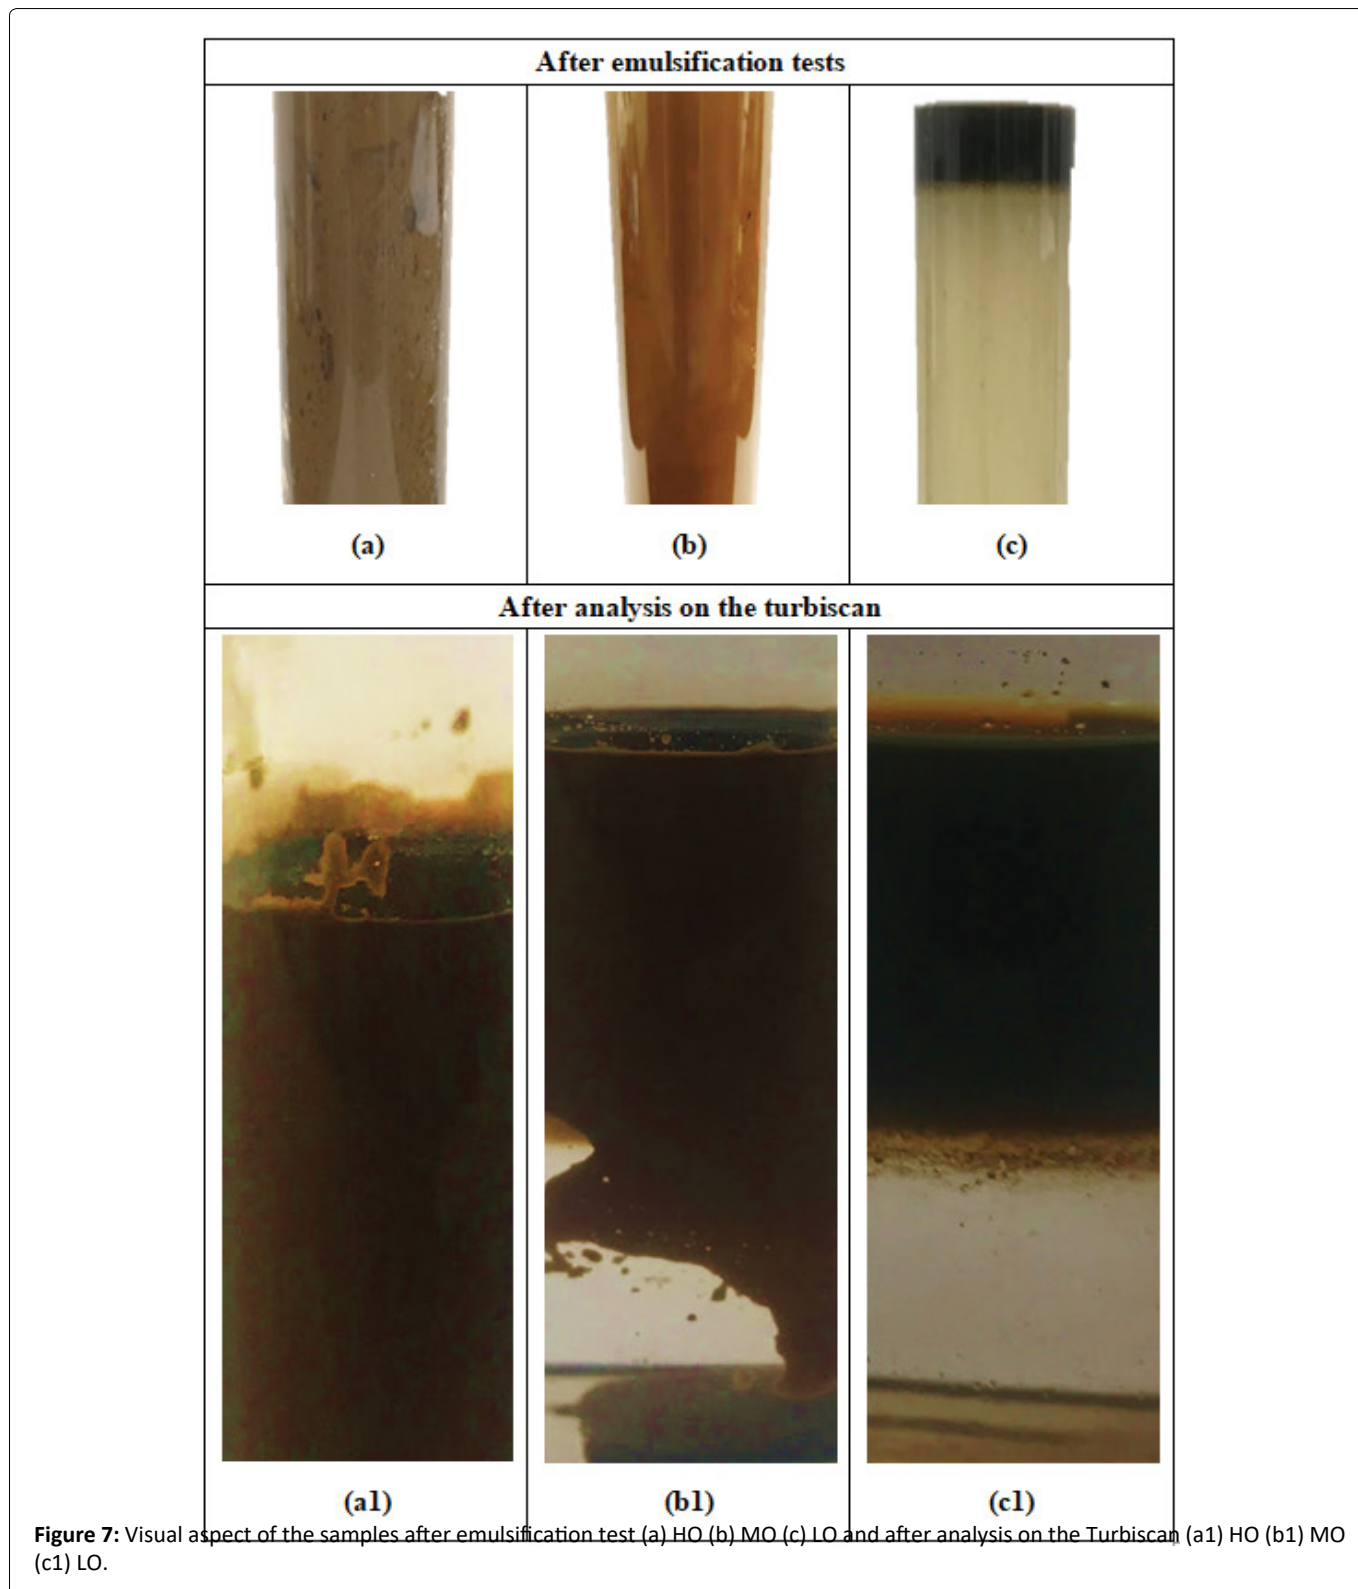 After emulsification tests
(a)
(b)
(c)
After analysis on the turbiscan
(a1)
(b1)
(c1)
Figure 7: Visual aspect of the samples after emulsification test (a) HO (b) MO (c) LO and after analysis on the Turbiscan (a1) HO (b1) MO
(c1) LO.